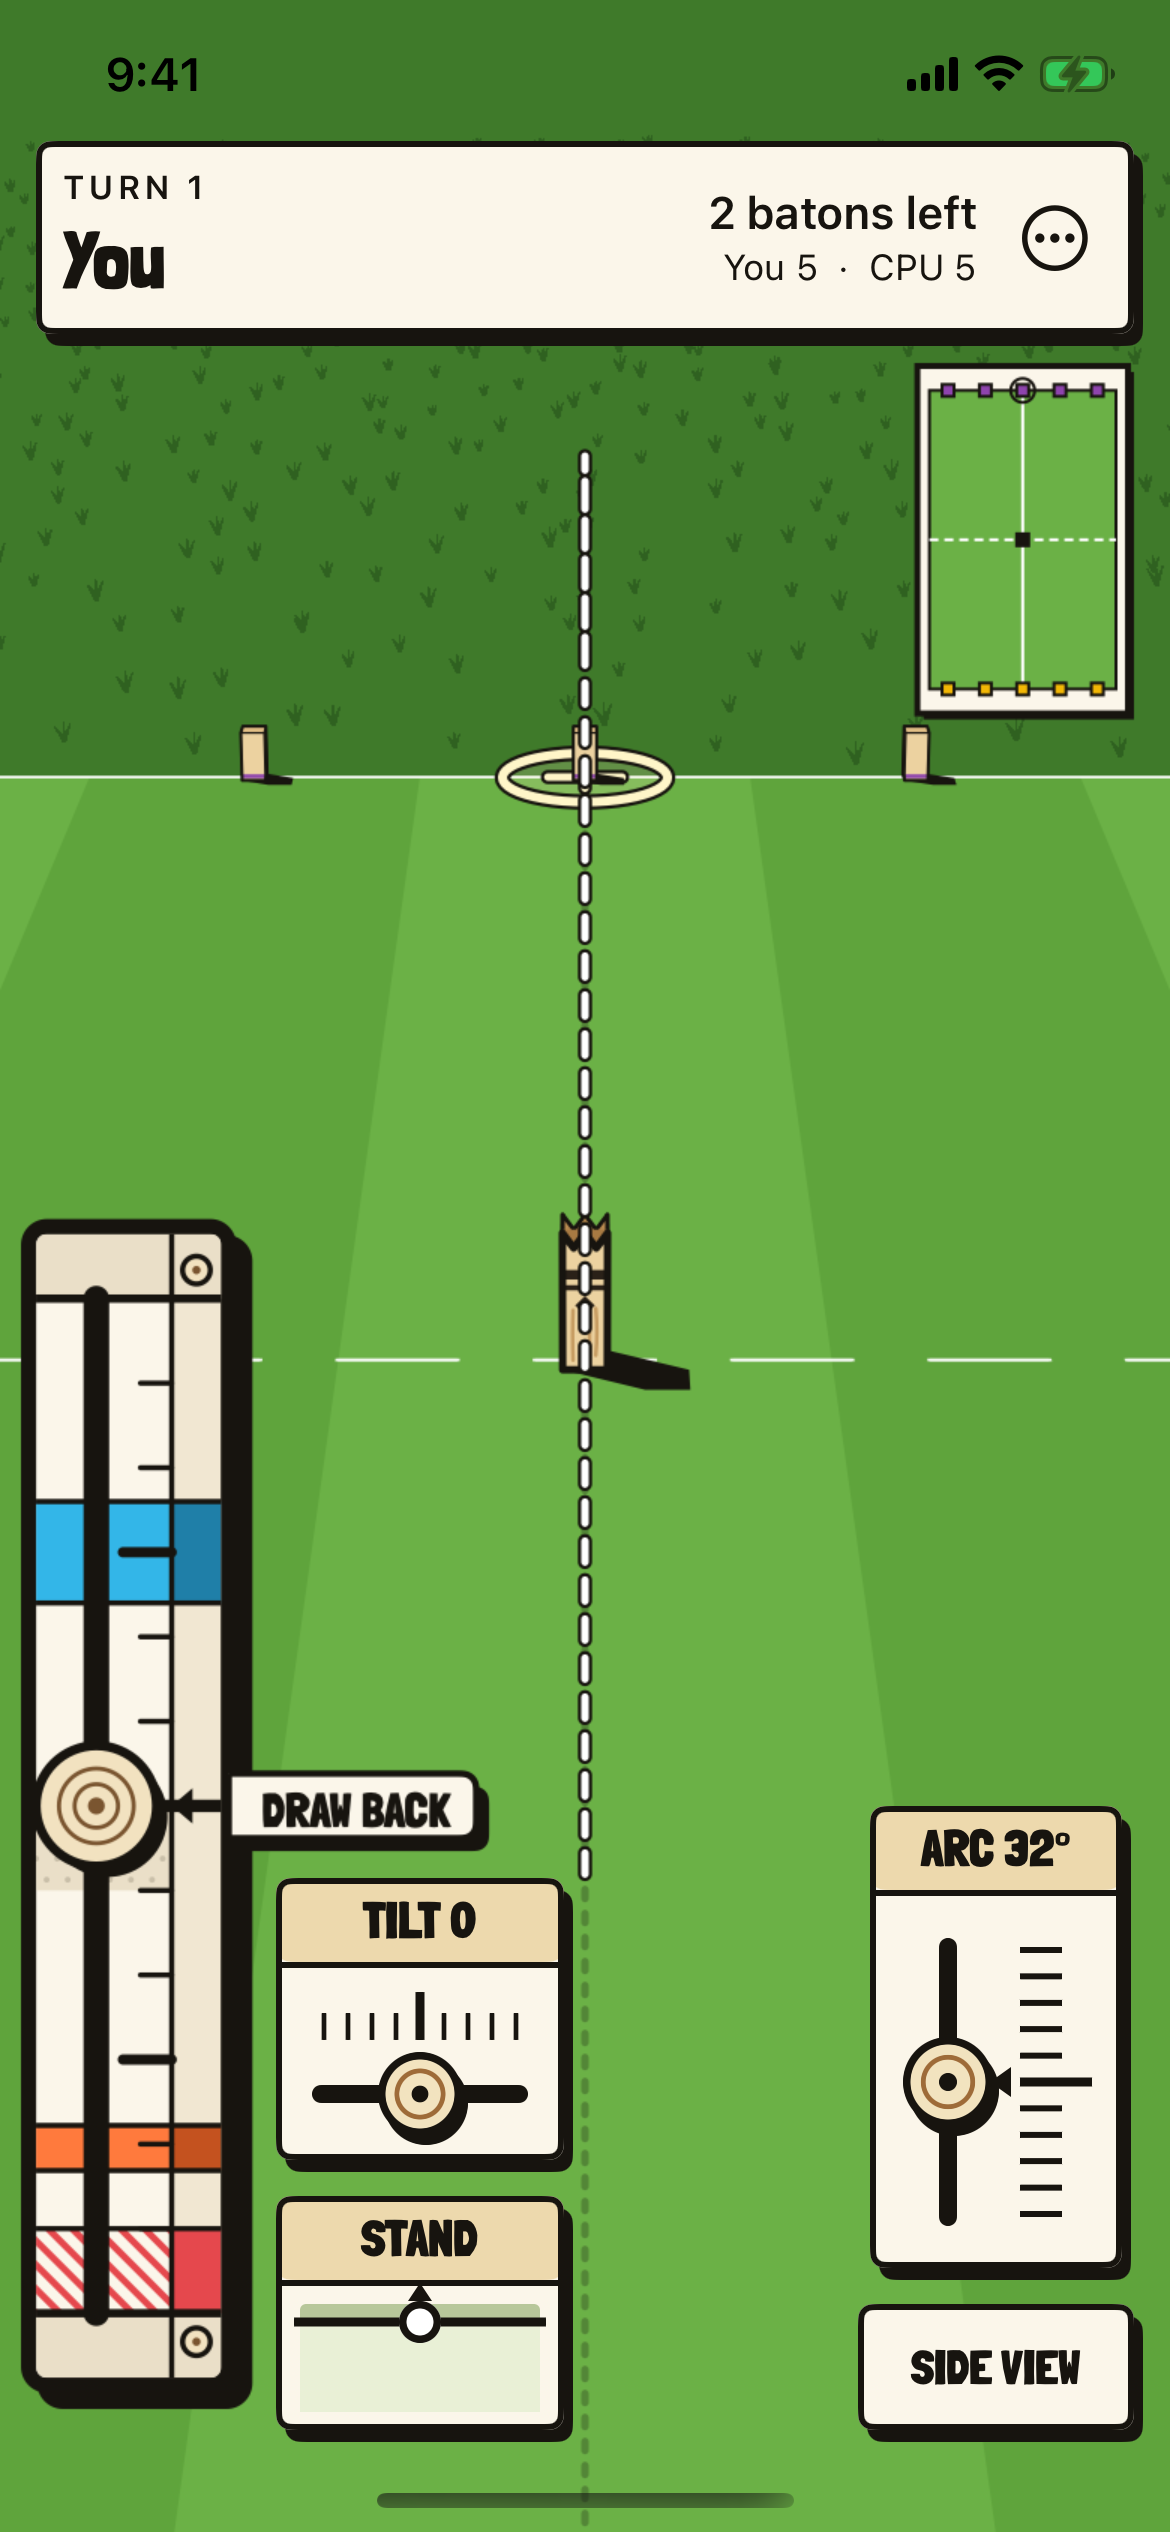 9:41
TURN 1
You
2 batons left
You 5 · CPU 5
DRAW BACK
TILT 0
ARC 32°
STAND
SIDE VIEW